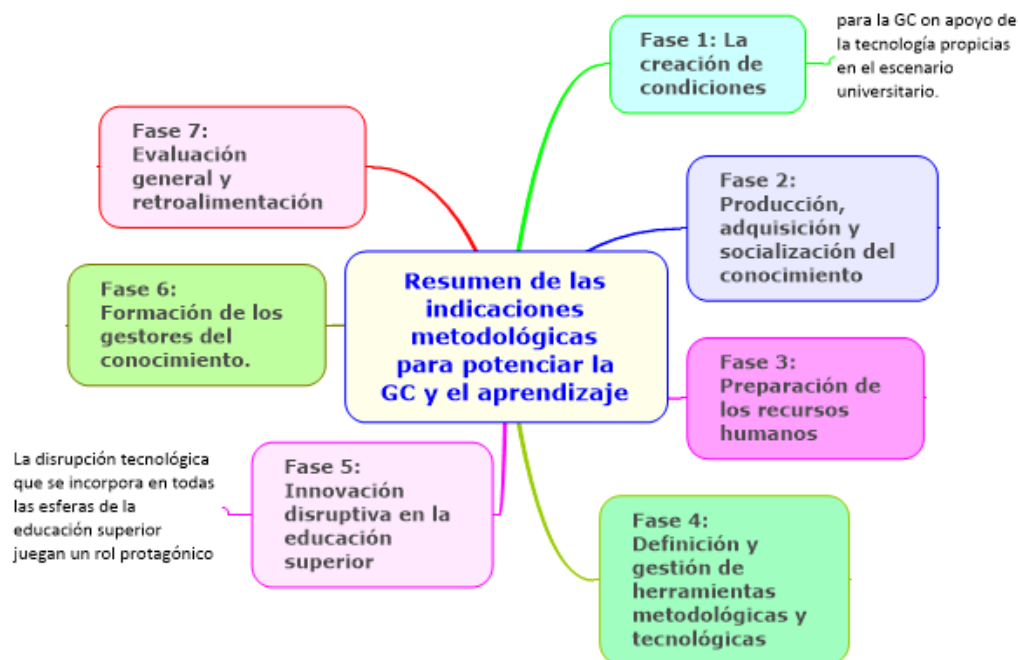 Resumen de las
indicaciones
metodológicas
para potenciar la
GC y el aprendizaje
Fase 1: La
creación de
condiciones
para la GC on apoyo de
la tecnología propicias
en el escenario
universitario.
Fase 2:
Producción,
adquisición y
socialización del
conocimiento
Fase 3:
Preparación de
los recursos
humanos
Fase 4:
Definición y
gestión de
herramientas
metodológicas y
tecnológicas
Fase 5:
Innovación
disruptiva en la
educación
superior
La disrupción tecnológica
que se incorpora en todas
las esferas de la
educación superior
juegan un rol protagónico
Fase 6:
Formación de los
gestores del
conocimiento.
Fase 7:
Evaluación
general y
retroalimentación